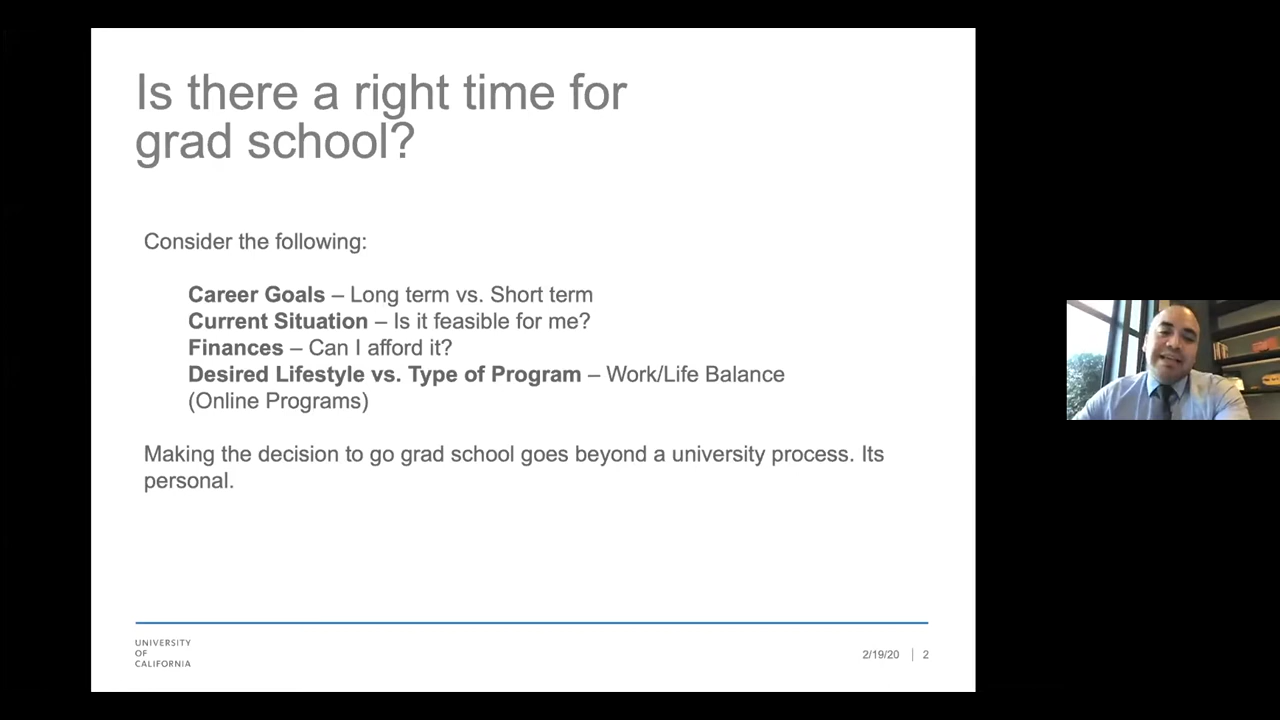 Is there a right time for
grad school?
Consider the following:
Career Goals – Long term vs. Short term
Current Situation – Is it feasible for me?
Finances – Can I afford it?
Desired Lifestyle vs. Type of Program – Work/Life Balance
(Online Programs)
Making the decision to go grad school goes beyond a university process. Its
personal.
UNIVERSITY
OF
CALIFORNIA
2/19/20 | 2